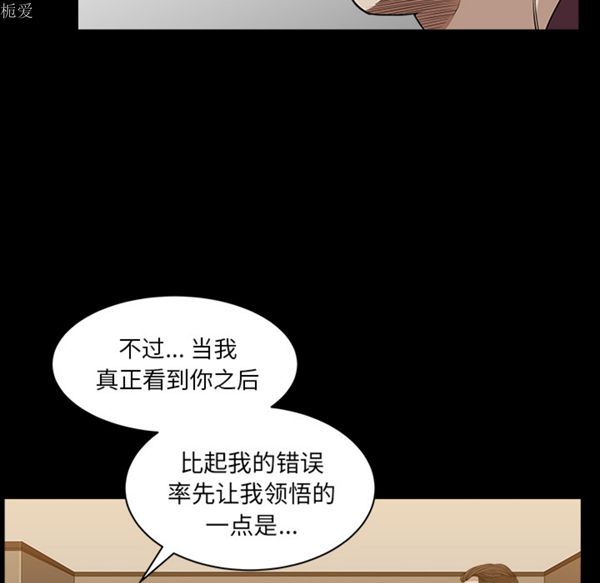 栀爱
不过... 当我
真正看到你之后
比起我的错误
率先让我领悟的
一点是...